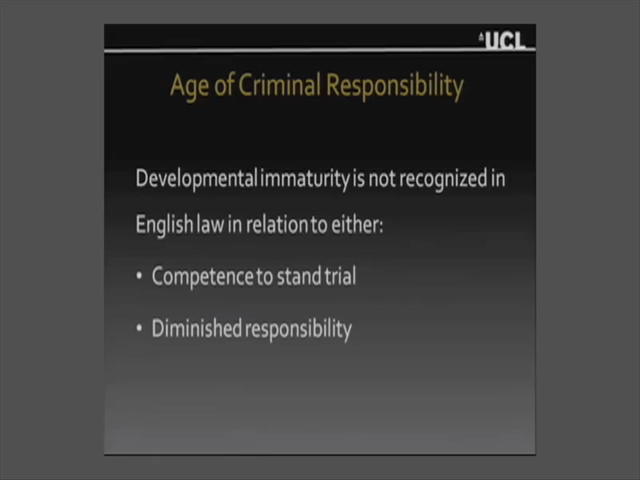 UCL
Age of Criminal Responsibility
Developmental immaturity is not recognized in
English law in relation to either:
• Competence to stand trial
• Diminished responsibility